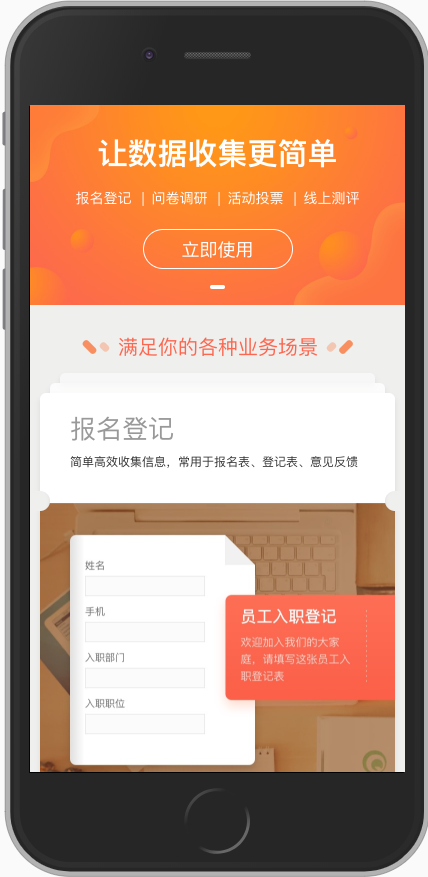 让数据收集更简单
报名登记 | 问卷调研 | 活动投票 | 线上测评
立即使用
满足你的各种业务场景
报名登记
简单高效收集信息，常用于报名表、登记表、意见反馈
姓名
手机
入职部门
入职职位
员工入职登记
欢迎加入我们的大家
庭，请填写这张员工入
职登记表